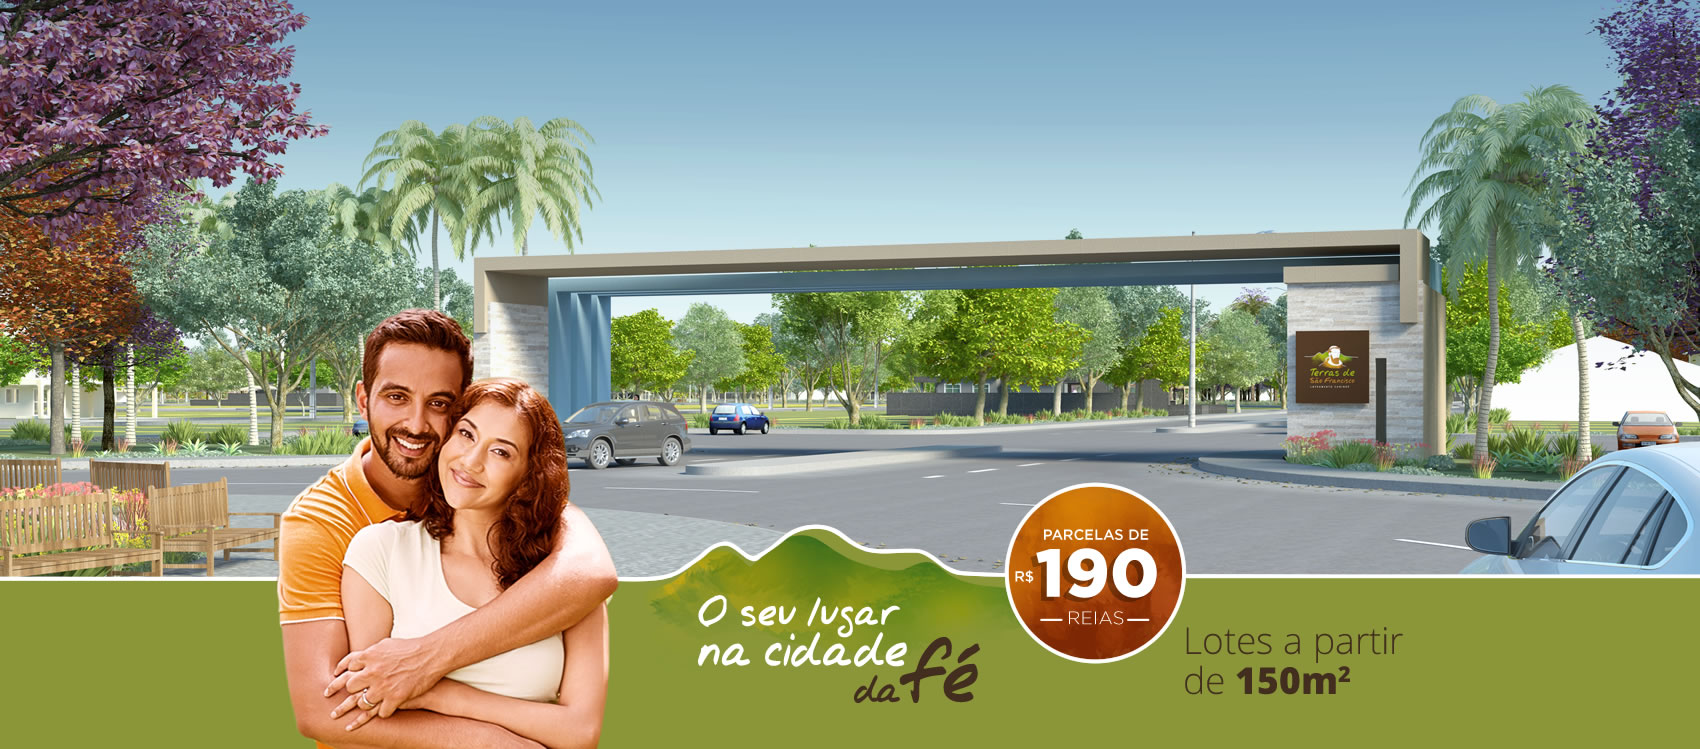 Terras de
São Francisco
PARCELAS DE
R$ 190
REIAS
O seu lugar
na cidade
da fé
Lotes a partir
de 150m²